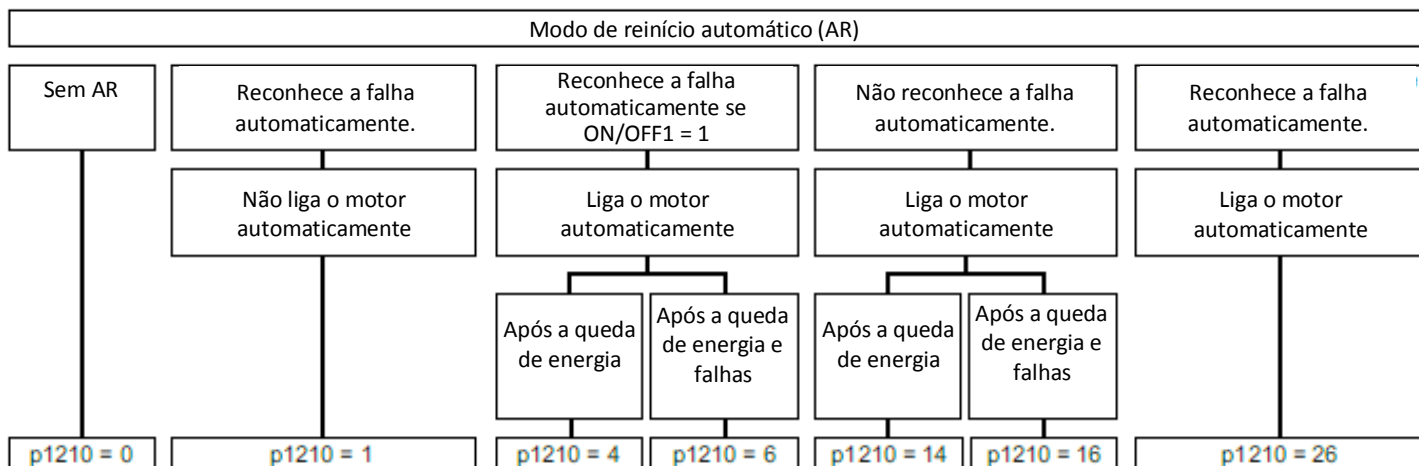 Modo de reinício automático (AR)
Sem AR
Reconhece a falha
automaticamente.
Reconhece a falha
automaticamente se
ON/OFF1 = 1
Não reconhece a falha
automaticamente.
Reconhece a falha
automaticamente.
Não liga o motor
automaticamente
Liga o motor
automaticamente
Liga o motor
automaticamente
Liga o motor
automaticamente
Após a queda
de energia
Após a queda
de energia e
falhas
Após a queda
de energia
Após a queda
de energia e
falhas
p1210 = 0
p1210 = 1
p1210 = 4
p1210 = 6
p1210 = 14
p1210 = 16
p1210 = 26